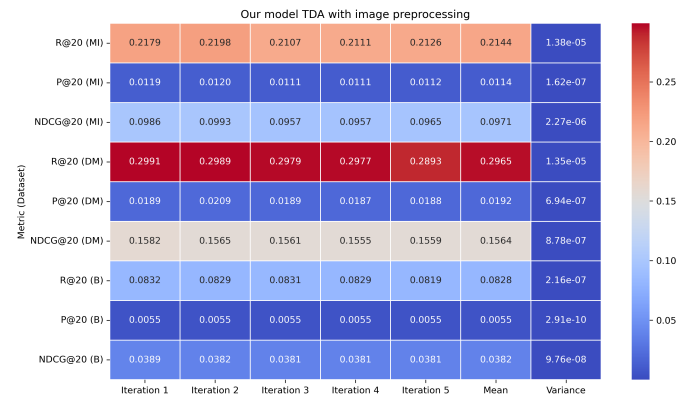 Our model TDA with image preprocessing
Metric (Dataset)
R@20 (MI) 0.2179 0.2198 0.2107 0.2111 0.2126 0.2144 1.38e-05
P@20 (MI) 0.0119 0.0120 0.0111 0.0111 0.0112 0.0114 1.62e-07
NDCG@20 (MI) 0.0986 0.0993 0.0957 0.0957 0.0965 0.0971 2.27e-06
R@20 (DM) 0.2991 0.2989 0.2979 0.2977 0.2893 0.2965 1.35e-05
P@20 (DM) 0.0189 0.0209 0.0189 0.0187 0.0188 0.0192 6.94e-07
NDCG@20 (DM) 0.1582 0.1565 0.1561 0.1555 0.1559 0.1564 8.78e-07
R@20 (B) 0.0832 0.0829 0.0831 0.0829 0.0819 0.0828 2.16e-07
P@20 (B) 0.0055 0.0055 0.0055 0.0055 0.0055 0.0055 2.91e-10
NDCG@20 (B) 0.0389 0.0382 0.0381 0.0381 0.0381 0.0382 9.76e-08
Iteration 1 Iteration 2 Iteration 3 Iteration 4 Iteration 5 Mean Variance
0.25
0.20
0.15
0.10
0.05